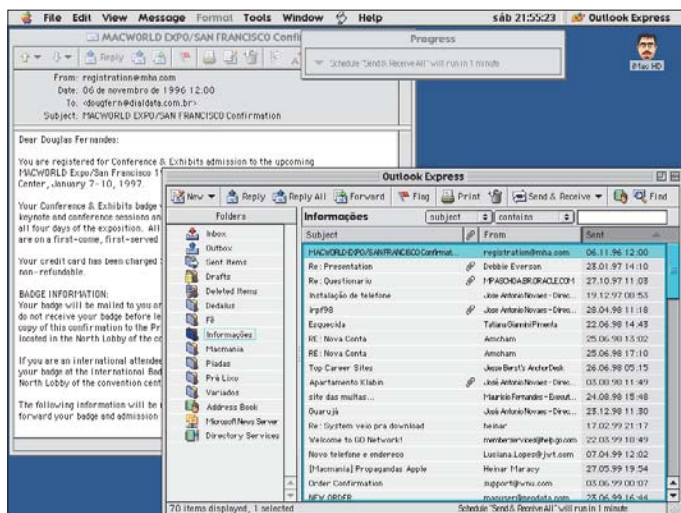 File Edit View Message Format Tools Window Help sáb 21:55:23 Outlook Express
MACWORLD EXPO/SAN FRANCISCO Confi
Progress
Schedule "Send & Receive All" will run in 1 minute
iMac HD
Reply
From: registration@mha.com
Date: 06 de novembro de 1996 12:00
To: <dougfern@dialdata.com.br>
Subject: MACWORLD EXPO/SAN FRANCISCO Confirmation
Dear Douglas Fernandes:
You are registered for Conference & Exhibits admission to the upcoming
MACWORLD Expo/San Francisco 19
Center, January 7-10, 1997.
Your Conference & Exhibits badge
keynote and conference sessions an
all four days of the exposition. All
are on a first-come, first-served
Your credit card has been charged
non-refundable.
BADGE INFORMATION:
Your badge will be mailed to you
do not receive your badge before le
copy of this confirmation to the Pr
located in the North Lobby of the co
If you are an international attendee
your badge at the International Bad
North Lobby of the convention cent
The following information will be
forward your badge and admission
Outlook Express
New Reply Reply All Forward Flag Print Send & Receive Find
Folders
Inbox
Outbox
Sent Items
Drafts
Deleted Items
Dedalus
Fã
Informações
Macmania
Piadas
Pré Lixo
Variados
Address Book
Microsoft News Server
Directory Services
Informações subject contains
Subject From Sent
MACWORLD EXPO/SAN FRANCISCO Confirmat... registration@mha.com 06.11.96 12:00
Re: Presentation Debbie Everson 23.01.97 14:10
Re: Questionario MPASCHOA@BR.ORACLE.COM 27.10.97 11:03
Instalação de telefone Jose Antonio Novaes - Direc... 19.12.97 00:53
irpf98 José Antonio Novaes - Direc... 28.04.98 11:18
Esquecida Tatiana Giannini Pimenta 22.06.98 14:43
RE: Nova Conta Amcham 25.06.98 13:02
RE: Nova Conta Amcham 25.06.98 17:10
Top Career Sites Jesse Berst's AnchorDesk 26.06.98 05:15
Apartamento Klabin José Antonio Novaes - Direc... 11:49
site das multas... Maurício Fernandes - Execut... 24.08.98 15:48
Guarujá José Antonio Novaes - Direc... 23.12.98 11:30
Re: System veio pra download heinar 17.02.99 21:17
Welcome to GO Network! memberservices@help.go.com 22.03.99 18:49
Novo telefone e endereco Luciana.Lopes@jwt.com 07.04.99 12:02
[Macmania] Propagandas Apple Heinar Maracy 27.05.99 19:54
Order Confirmation support@vnu.com 03.06.99 00:07
NEW ORDER 23.06.99 16:44
70 items displayed, 1 selected Schedule "Send & Receive All" will run in 1 minute